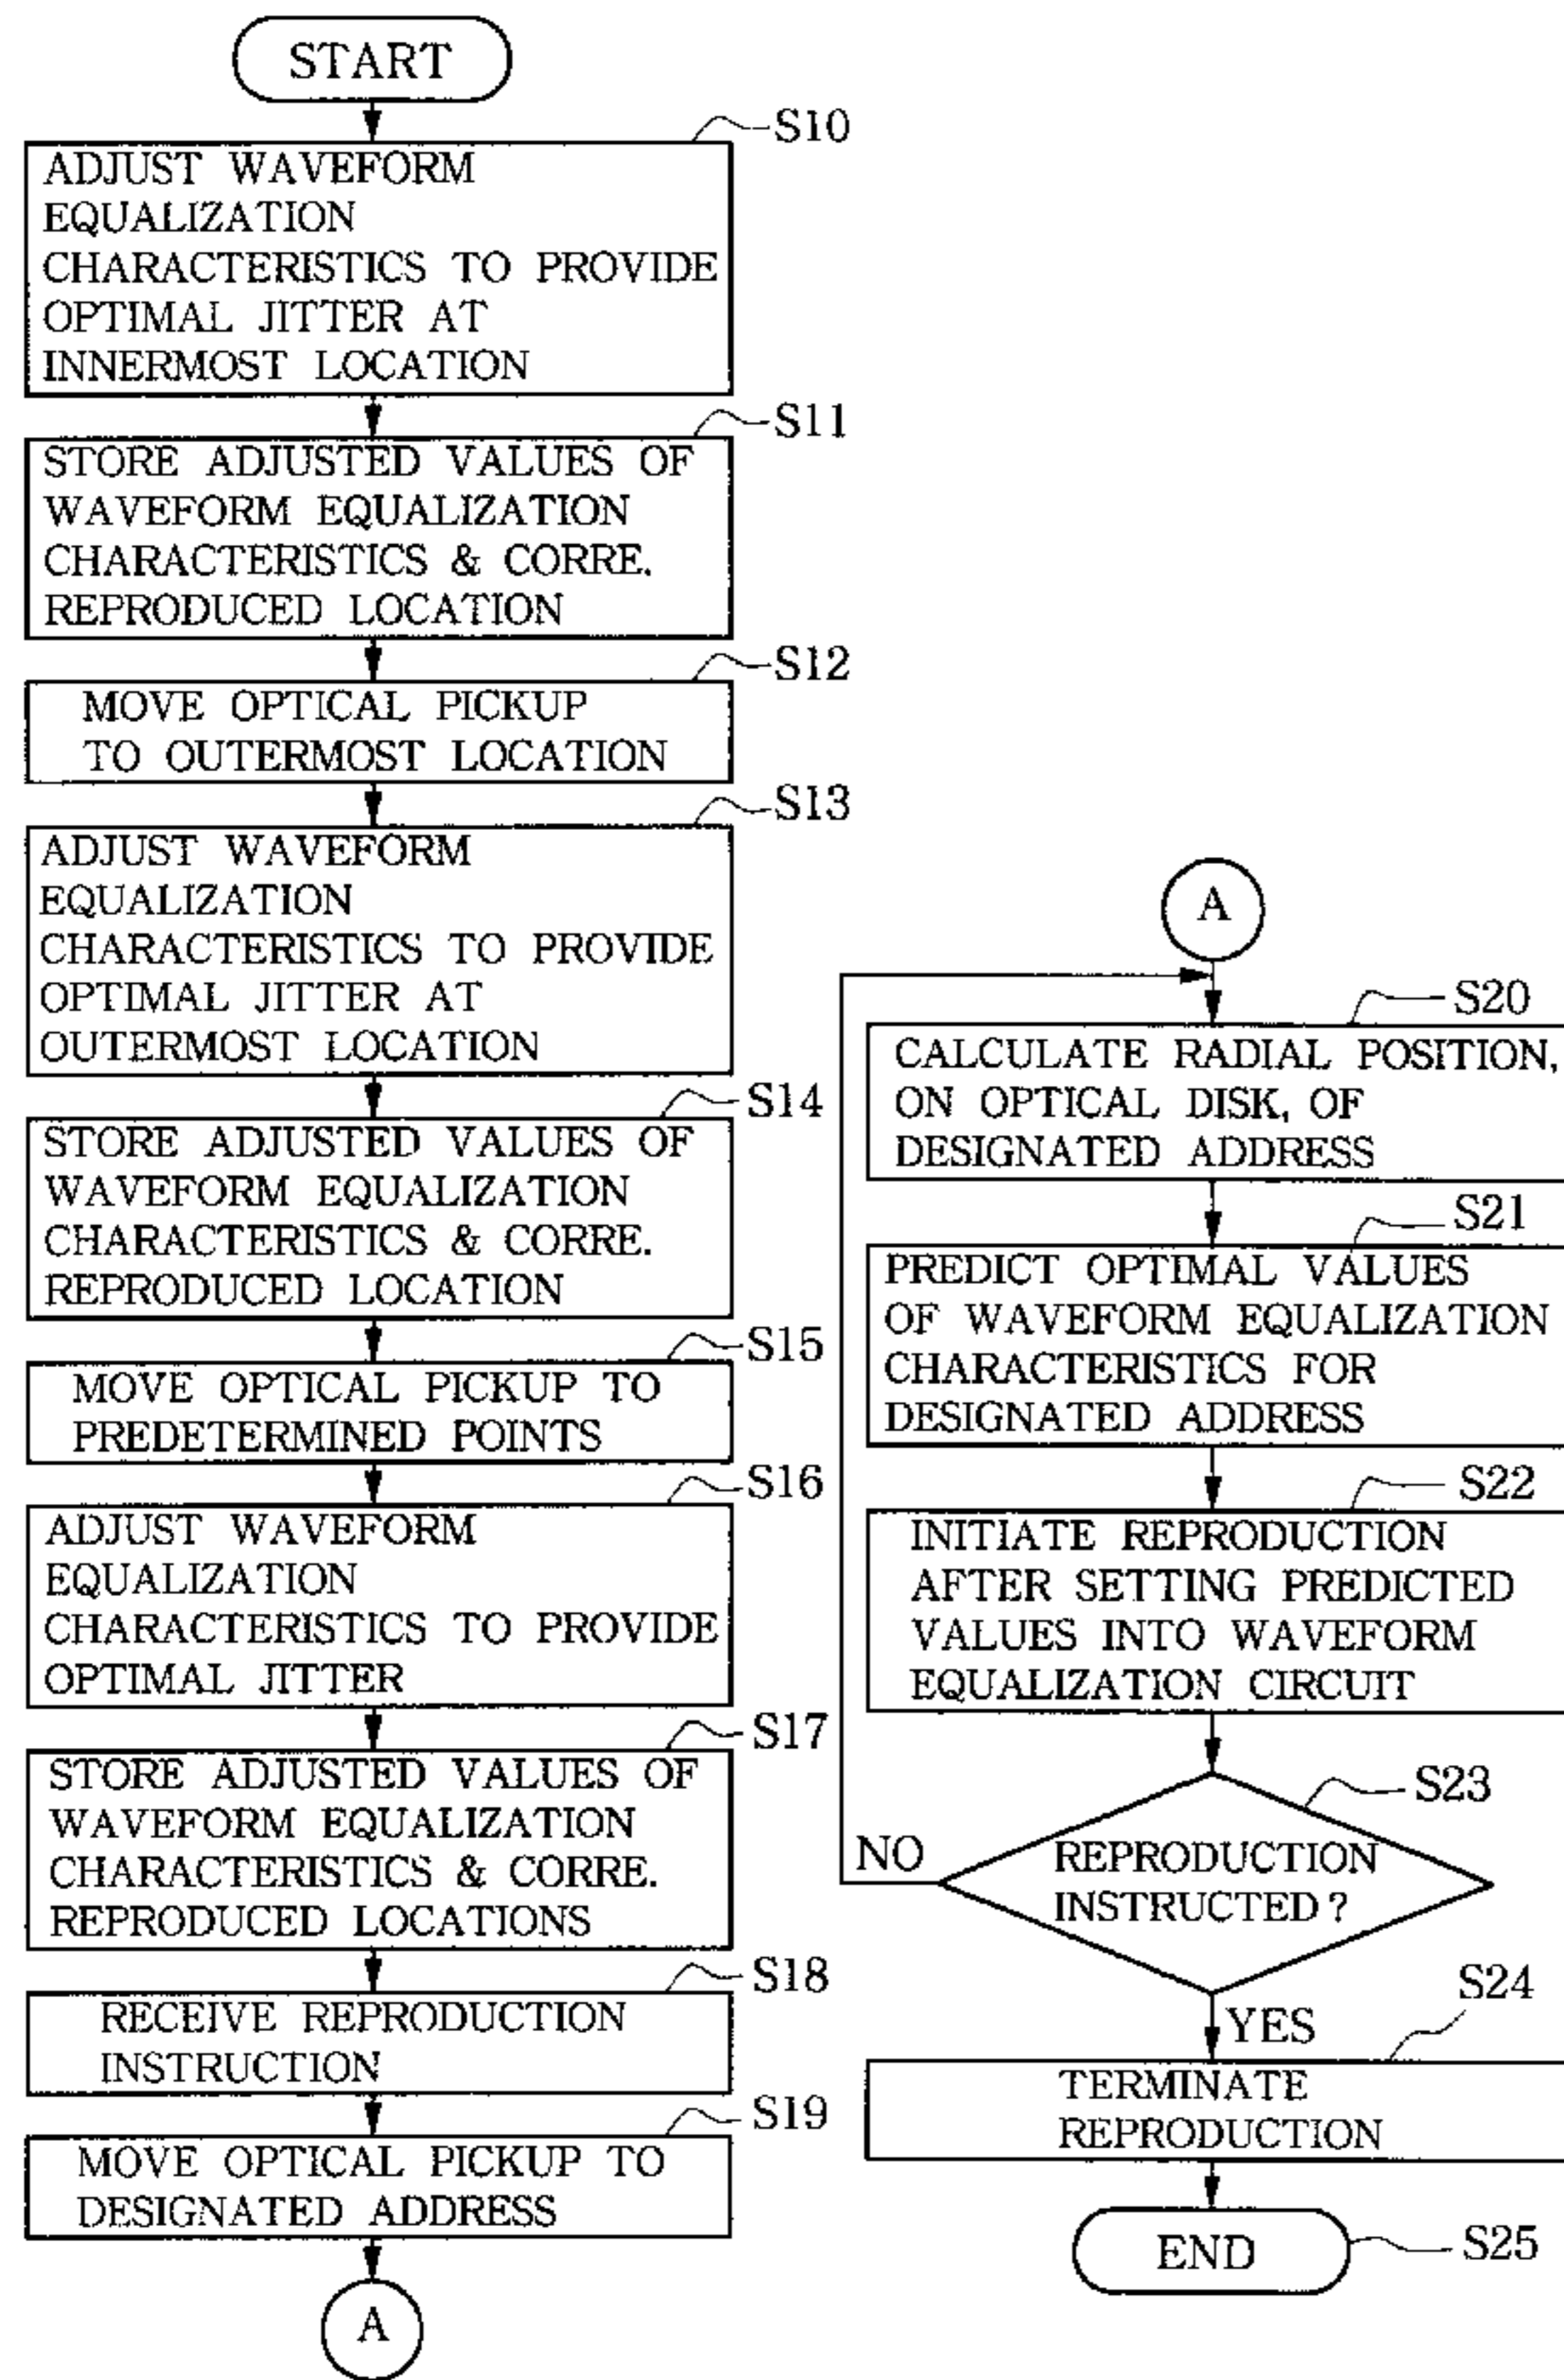 START
S10
ADJUST WAVEFORM
EQUALIZATION
CHARACTERISTICS TO PROVIDE
OPTIMAL JITTER AT
INNERMOST LOCATION
S11
STORE ADJUSTED VALUES OF
WAVEFORM EQUALIZATION
CHARACTERISTICS & CORRE.
REPRODUCED LOCATION
S12
MOVE OPTICAL PICKUP
TO OUTERMOST LOCATION
S13
ADJUST WAVEFORM
EQUALIZATION
CHARACTERISTICS TO PROVIDE
OPTIMAL JITTER AT
OUTERMOST LOCATION
S14
STORE ADJUSTED VALUES OF
WAVEFORM EQUALIZATION
CHARACTERISTICS & CORRE.
REPRODUCED LOCATION
S15
MOVE OPTICAL PICKUP TO
PREDETERMINED POINTS
S16
ADJUST WAVEFORM
EQUALIZATION
CHARACTERISTICS TO PROVIDE
OPTIMAL JITTER
S17
STORE ADJUSTED VALUES OF
WAVEFORM EQUALIZATION
CHARACTERISTICS & CORRE.
REPRODUCED LOCATIONS
S18
RECEIVE REPRODUCTION
INSTRUCTION
S19
MOVE OPTICAL PICKUP TO
DESIGNATED ADDRESS
A
A
S20
CALCULATE RADIAL POSITION,
ON OPTICAL DISK, OF
DESIGNATED ADDRESS
S21
PREDICT OPTIMAL VALUES
OF WAVEFORM EQUALIZATION
CHARACTERISTICS FOR
DESIGNATED ADDRESS
S22
INITIATE REPRODUCTION
AFTER SETTING PREDICTED
VALUES INTO WAVEFORM
EQUALIZATION CIRCUIT
S23
NO
REPRODUCTION
INSTRUCTED?
YES
S24
TERMINATE
REPRODUCTION
END
S25